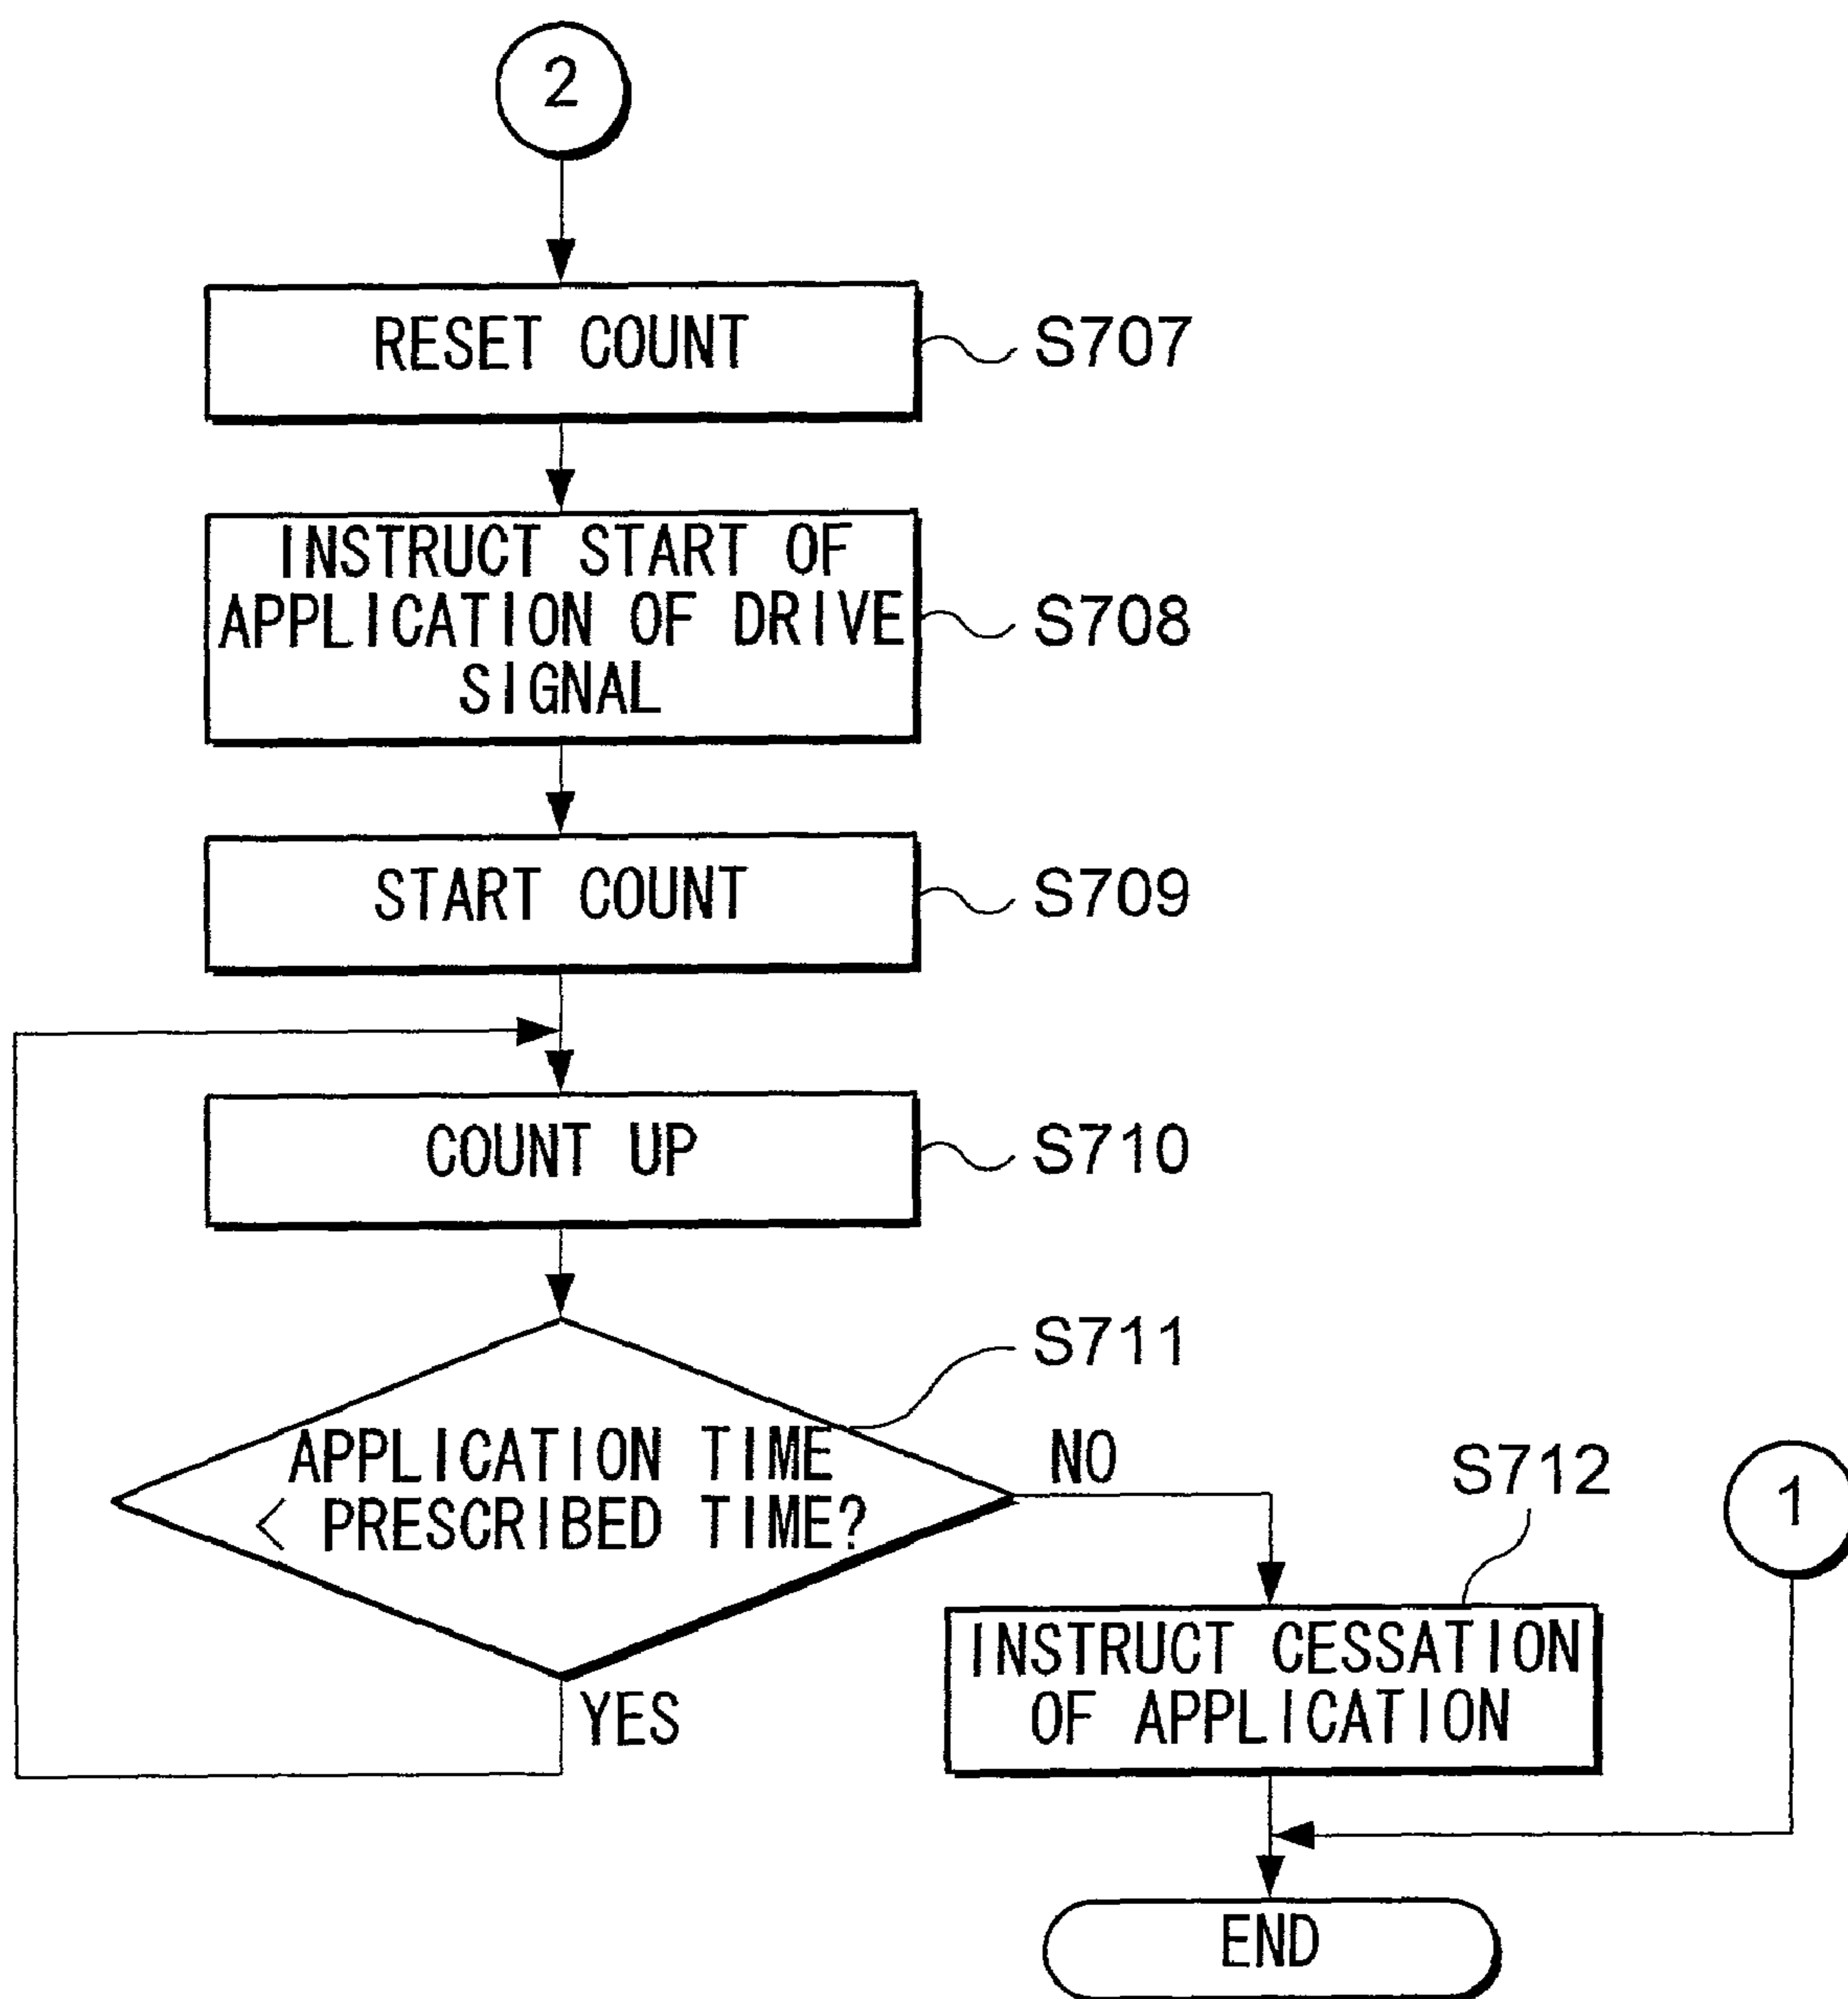 2
RESET COUNT
S707
INSTRUCT START OF
APPLICATION OF DRIVE
SIGNAL
S708
START COUNT
S709
COUNT UP
S710
S711
APPLICATION TIME
< PRESCRIBED TIME?
NO
YES
S712
1
INSTRUCT CESSATION
OF APPLICATION
END